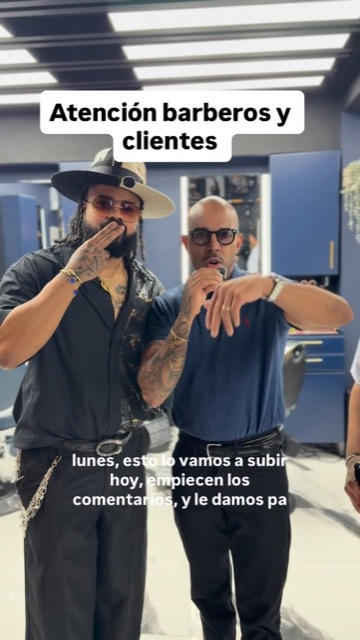 Atención barberos y
clientes
lunes, esto lo vamos a subir
hoy, empiecen los
comentarios, y le damos pa